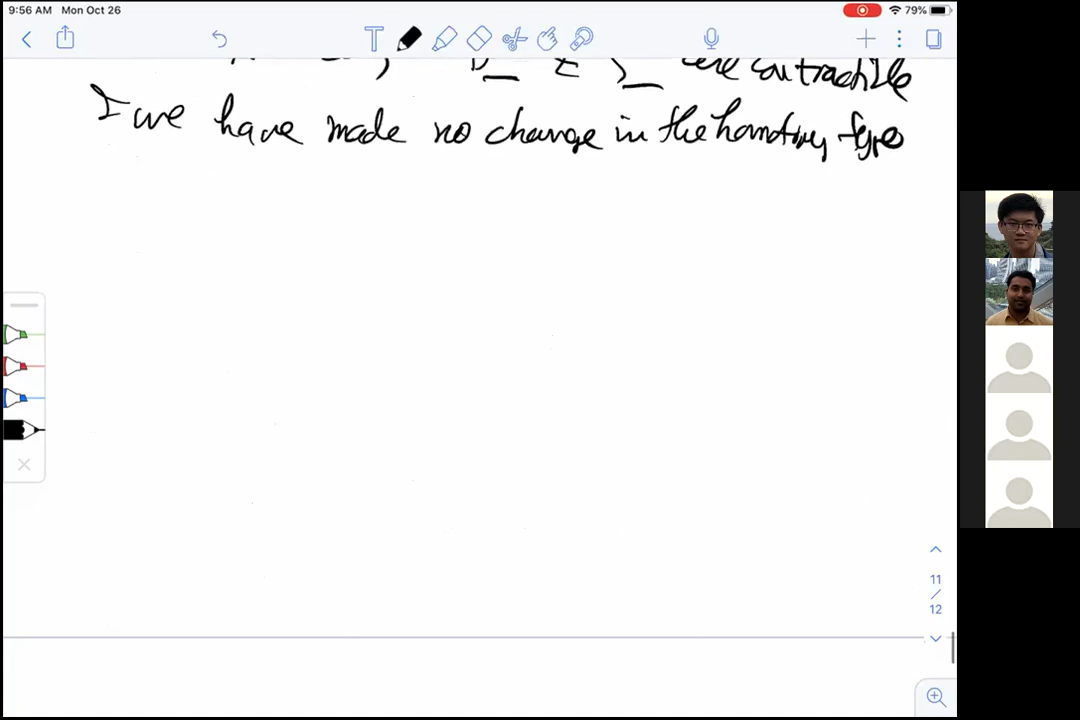 9:56 AM Mon Oct 26
79%
are contractible
I we have made no change in the homotopy type
11
/
12